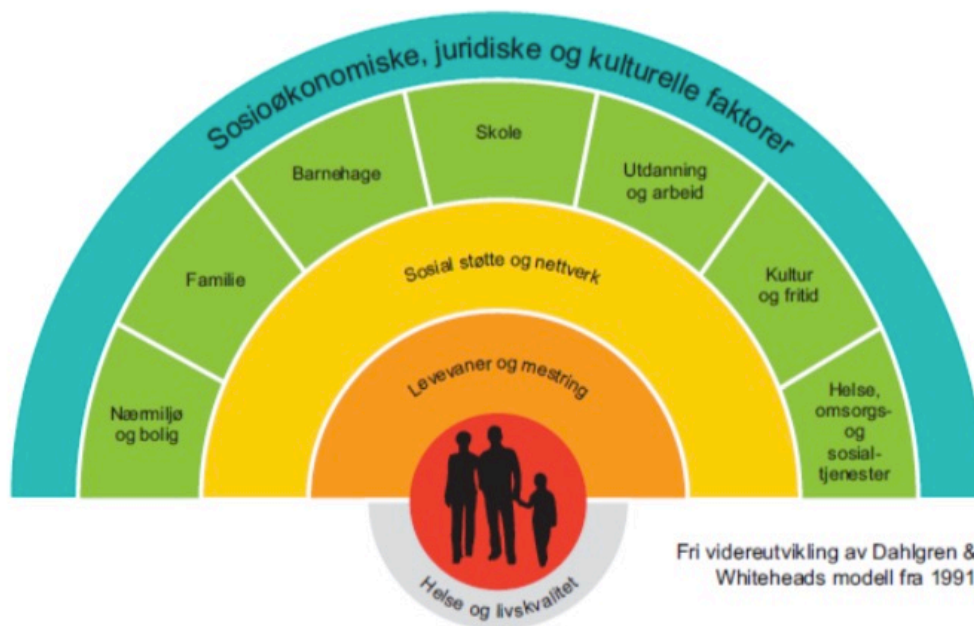 Sosioøkonomiske, juridiske og kulturelle faktorer
Nærmiljø
og bolig
Familie
Barnehage
Skole
Utdanning
og arbeid
Kultur
og fritid
Helse,
omsorgs-
og
sosial-
tjenester
Sosial støtte og nettverk
Levevaner og mestring
Helse og livskvalitet
Fri videreutvikling av Dahlgren &
Whiteheads modell fra 1991